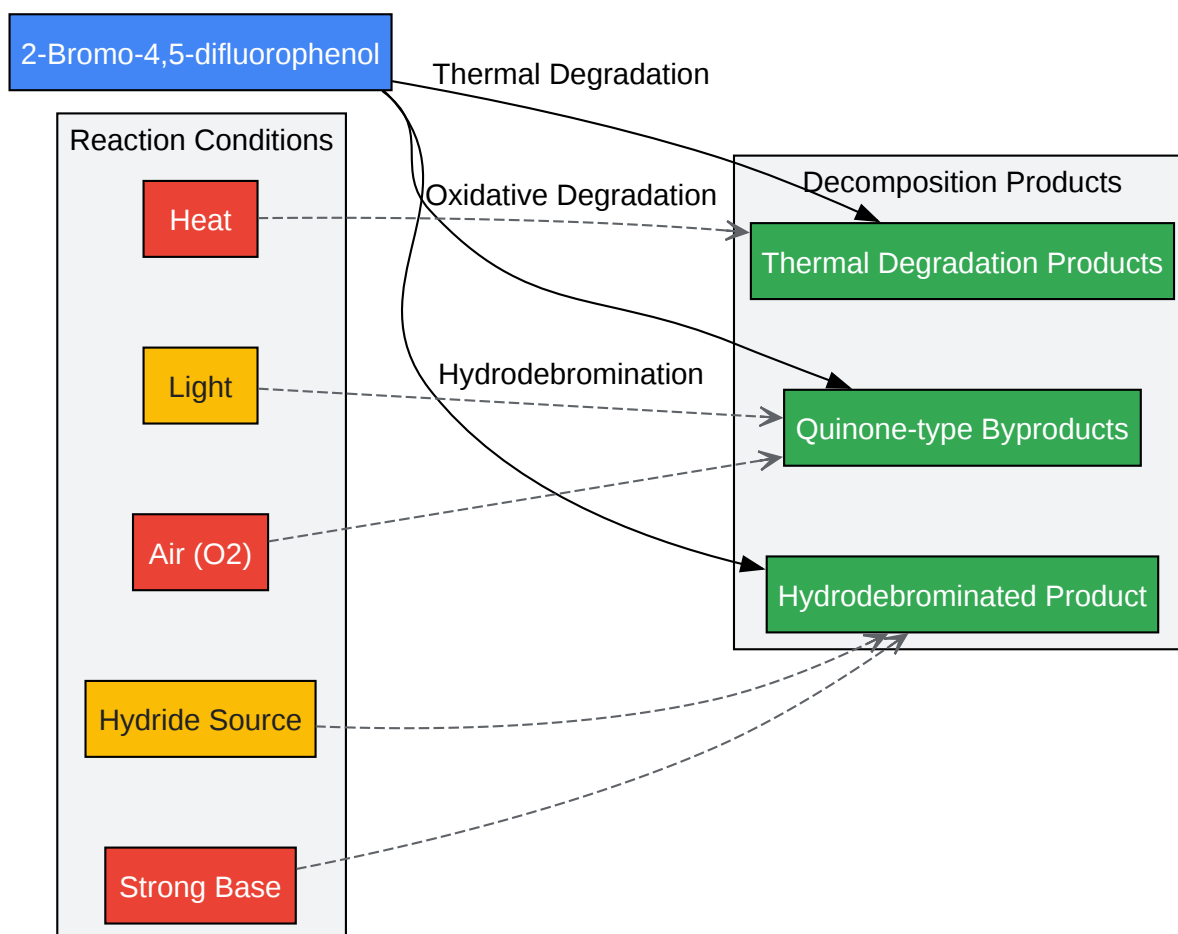 2-Bromo-4,5-difluorophenol
Thermal Degradation
Reaction Conditions
Decomposition Products
Heat
Oxidative Degradation
Thermal Degradation Products
Light
Hydrodebromination
Quinone-type Byproducts
Air (O2)
Hydrodebrominated Product
Hydride Source
Strong Base